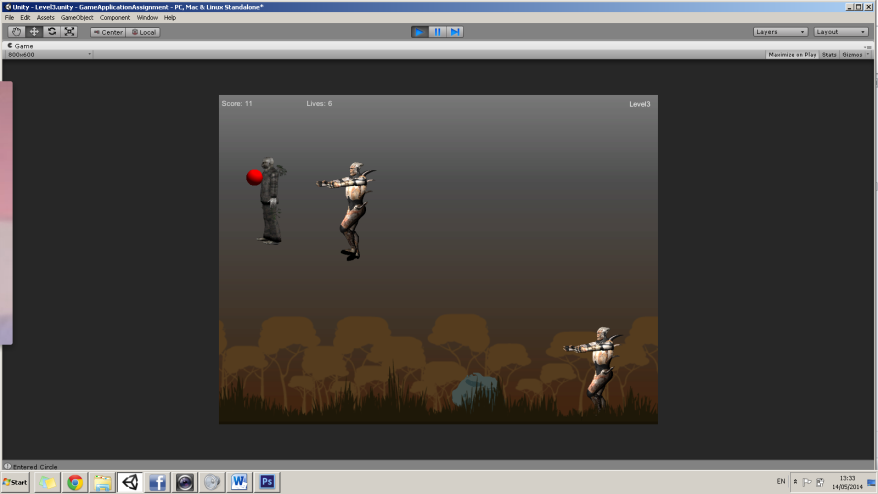 Unity - Level3.unity - GameApplicationAssignment - PC, Mac & Linux Standalone*
File Edit Assets GameObject Component Window Help
Center Local Layers Layout
Game
800x600 Maximize on Play Stats Gizmos
Score: 11 Lives: 6 Level3
Entered Circle
Start W Ps EN 13:33
14/05/2014